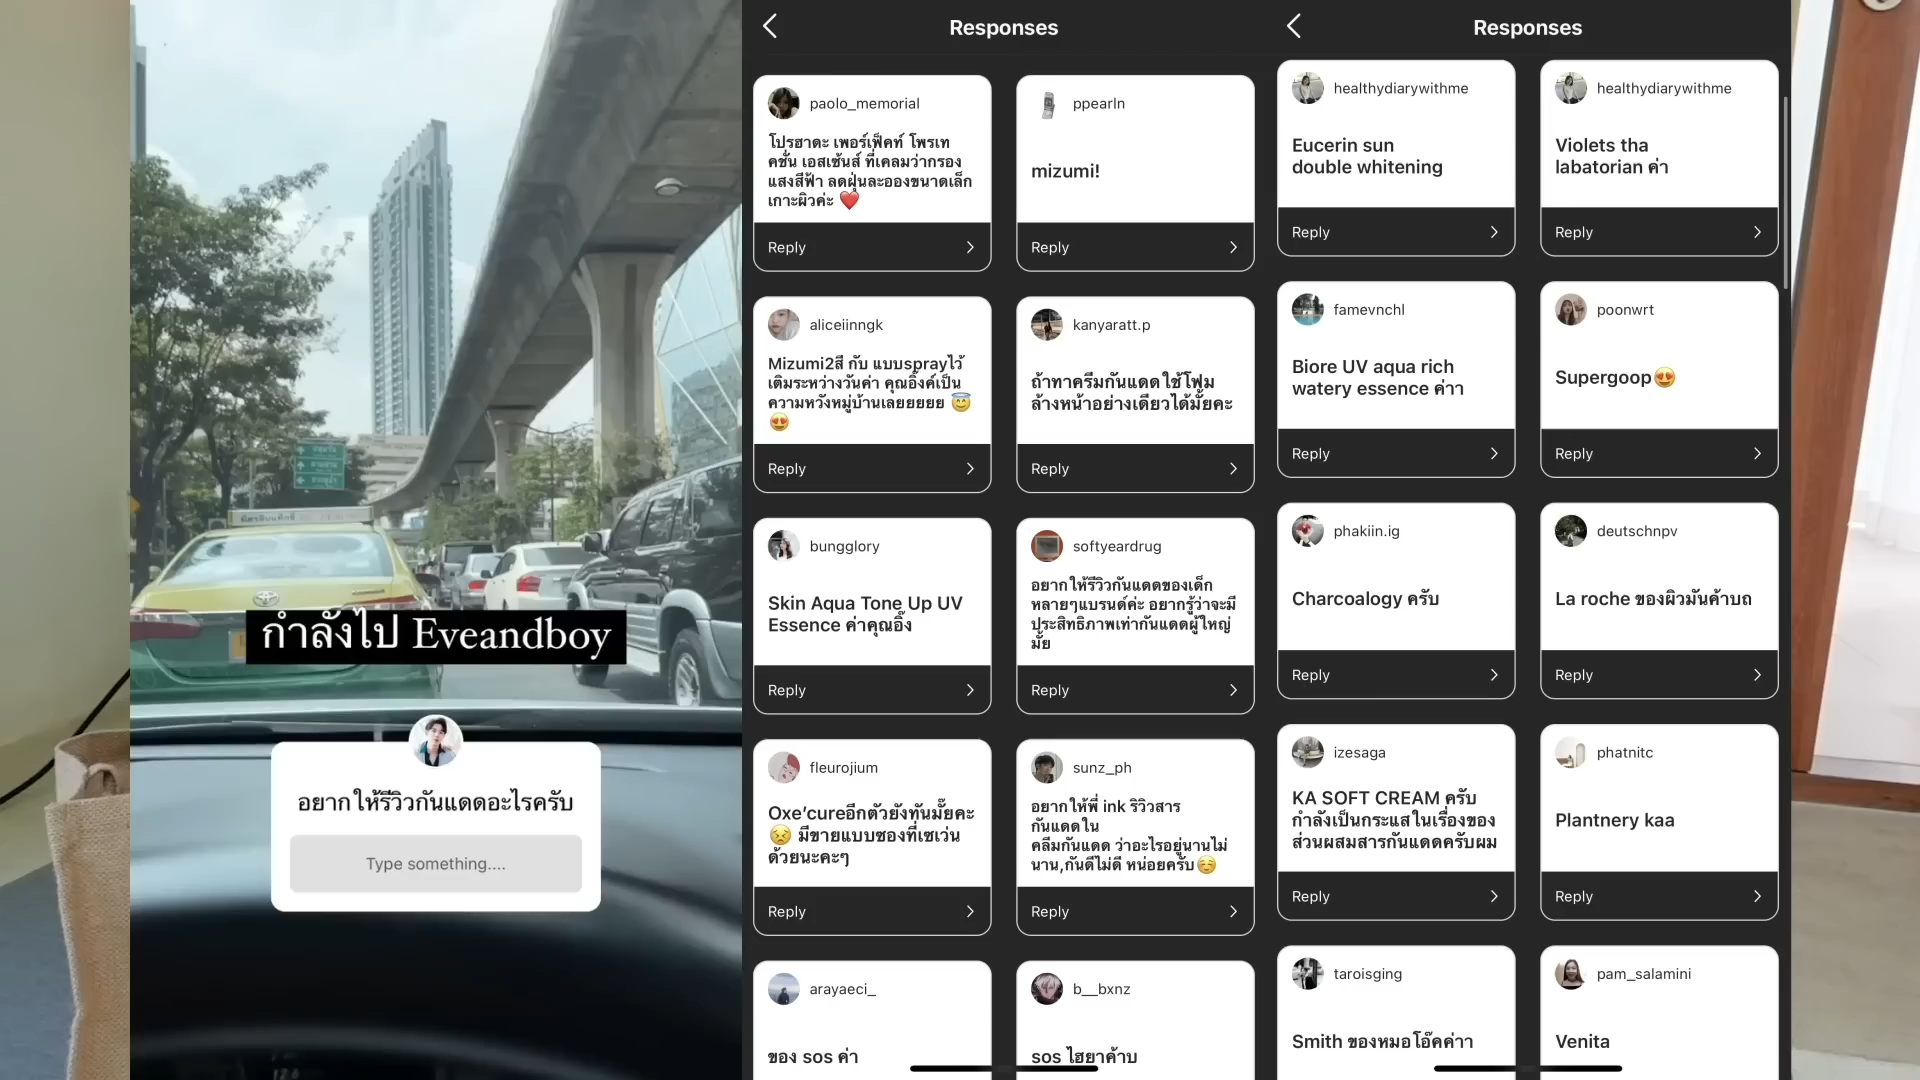 กำลังไป Eveandboy
อยากให้รีวิวกันแดดอะไรครับ
Type something....
Responses
paolo_memorial
โปรฮาดะ เพอร์เฟ็คท์ โพรเท
คชั่น เอสเซ้นส์ ที่เคลมว่ากรอง
แสงสีฟ้า ลดฝุ่นละอองขนาดเล็ก
เกาะผิวค่ะ ❤️
Reply
ppearln
mizumi!
Reply
aliceiinngk
Mizumi2สี กับ แบบsprayไว้
เติมระหว่างวันค่า คุณอิ๊งค์เป็น
ความหวังหมู่บ้านเลยยยยย 😇
😍
Reply
kanyaratt.p
ถ้าทาครีมกันแดดใช้โฟม
ล้างหน้าอย่างเดียวได้มั้ยคะ
Reply
bungglory
Skin Aqua Tone Up UV
Essence ค่าคุณอิ๊ง
Reply
softyeardrug
อยากให้รีวิวกันแดดของเด็ก
หลายๆแบรนด์ค่ะ อยากรู้ว่าจะมี
ประสิทธิภาพเท่ากันแดดผู้ใหญ่
มั้ย
Reply
fleurojium
Oxe’cureอีกตัวยังทันมั๊ยคะ
😣 มีขายแบบซองที่เซเว่น
ด้วยนะคะๆ
Reply
sunz_ph
อยากให้พี่ ink ริวิวสาร
กันแดดใน
คลีมกันแดด ว่าอะไรอยู่นานไม่
นาน,กันดีไม่ดี หน่อยครับ☺️
Reply
arayaeci_
ของ sos ค่า
b__bxnz
sos ไฮยาค้าบ
Responses
healthydiarywithme
Eucerin sun
double whitening
Reply
healthydiarywithme
Violets tha
labatorian ค่า
Reply
famevnchl
Biore UV aqua rich
watery essence ค่าา
Reply
poonwrt
Supergoop😍
Reply
phakiin.ig
Charcoalogy ครับ
Reply
deutschnpv
La roche ของผิวมันค้าบถ
Reply
izesaga
KA SOFT CREAM ครับ
กำลังเป็นกระแสในเรื่องของ
ส่วนผสมสารกันแดดครับผม
Reply
phatnitc
Plantnery kaa
Reply
taroisging
Smith ของหมอโอ๊คค่าา
pam_salamini
Venita